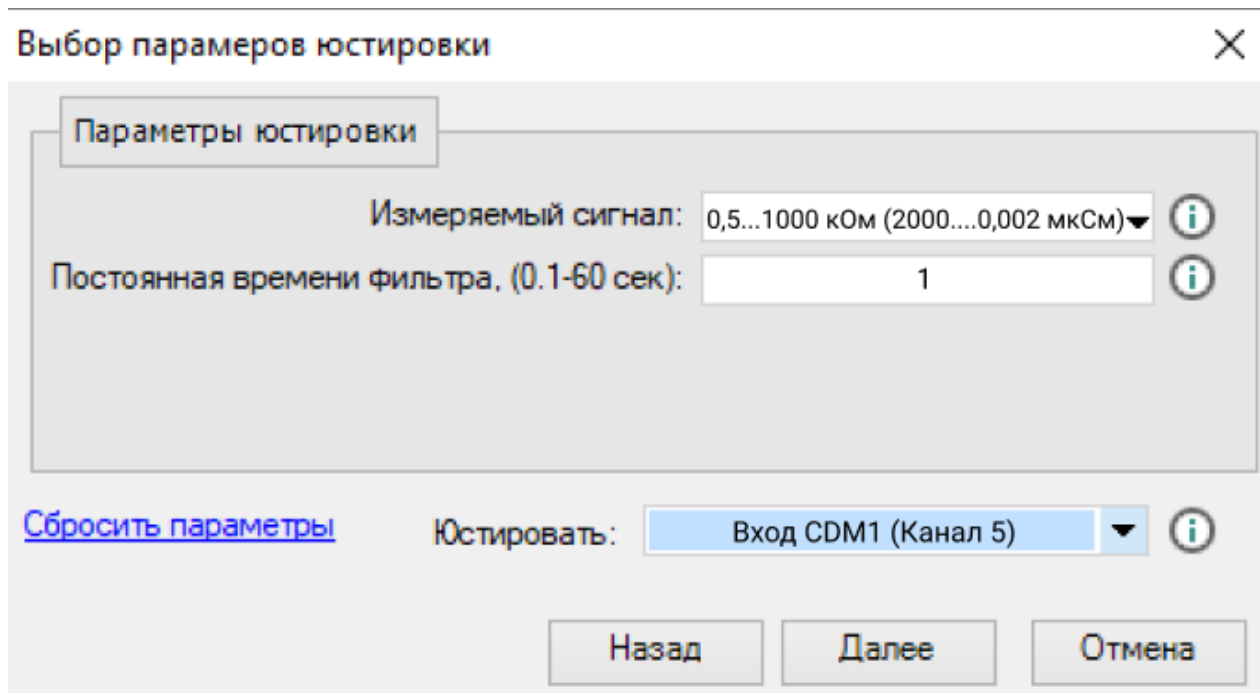 Выбор парамеров юстировки
Параметры юстировки
Измеряемый сигнал: 0,5...1000 кОм (2000....0,002 мкСм)
Постоянная времени фильтра, (0.1-60 сек): 1
Сбросить параметры Юстировать: Вход CDM1 (Канал 5)
Назад Далее Отмена